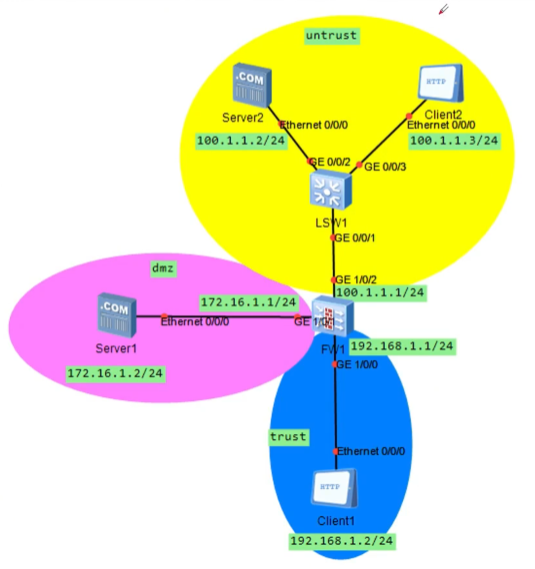 untrust
.COM
HTTP
Server2
Client2
Ethernet 0/0/0
Ethernet 0/0/0
100.1.1.2/24
100.1.1.3/24
GE 0/0/2
GE 0/0/3
LSW1
GE 0/0/1
dmz
GE 1/0/2
100.1.1.1/24
172.16.1.1/24
.COM
Ethernet 0/0/0
GE 1/0
Server1
FW1
192.168.1.1/24
172.16.1.2/24
GE 1/0/0
trust
Ethernet 0/0/0
HTTP
Client1
192.168.1.2/24